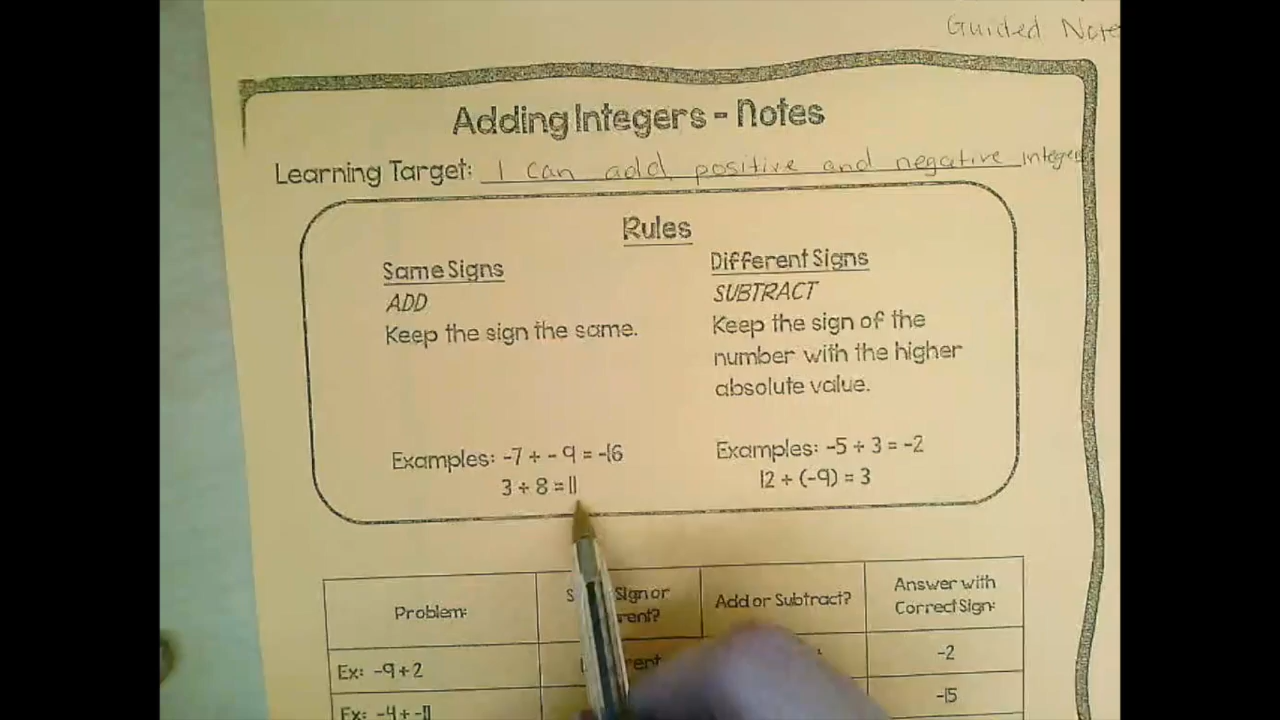 Guided Note
Adding Integers - Notes
Learning Target: I can add positive and negative integers
Rules
Same Signs
ADD
Keep the sign the same.
Examples: -7 + - 9 = -16
3 + 8 = 11
Different Signs
SUBTRACT
Keep the sign of the
number with the higher
absolute value.
Examples: -5 + 3 = -2
12 + (-9) = 3
Problem:
Sign or
Add or Subtract?
Answer with
Correct Sign:
Ex: -9 + 2
-2
Ex: -4 + -11
-15